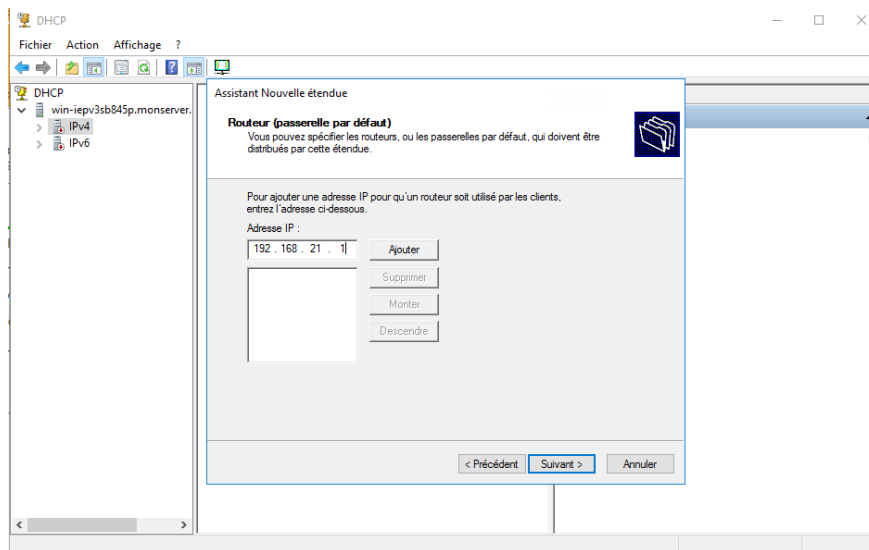 DHCP
Fichier Action Affichage ?
DHCP
win-iepv3sb845p.monserver.
IPv4
IPv6
Assistant Nouvelle étendue
Routeur (passerelle par défaut)
Vous pouvez spécifier les routeurs, ou les passerelles par défaut, qui doivent être
distribués par cette étendue.
Pour ajouter une adresse IP pour qu'un routeur soit utilisé par les clients,
entrez l'adresse ci-dessous.
Adresse IP :
192 . 168 . 21 . 1
Ajouter
Supprimer
Monter
Descendre
< Précédent Suivant > Annuler